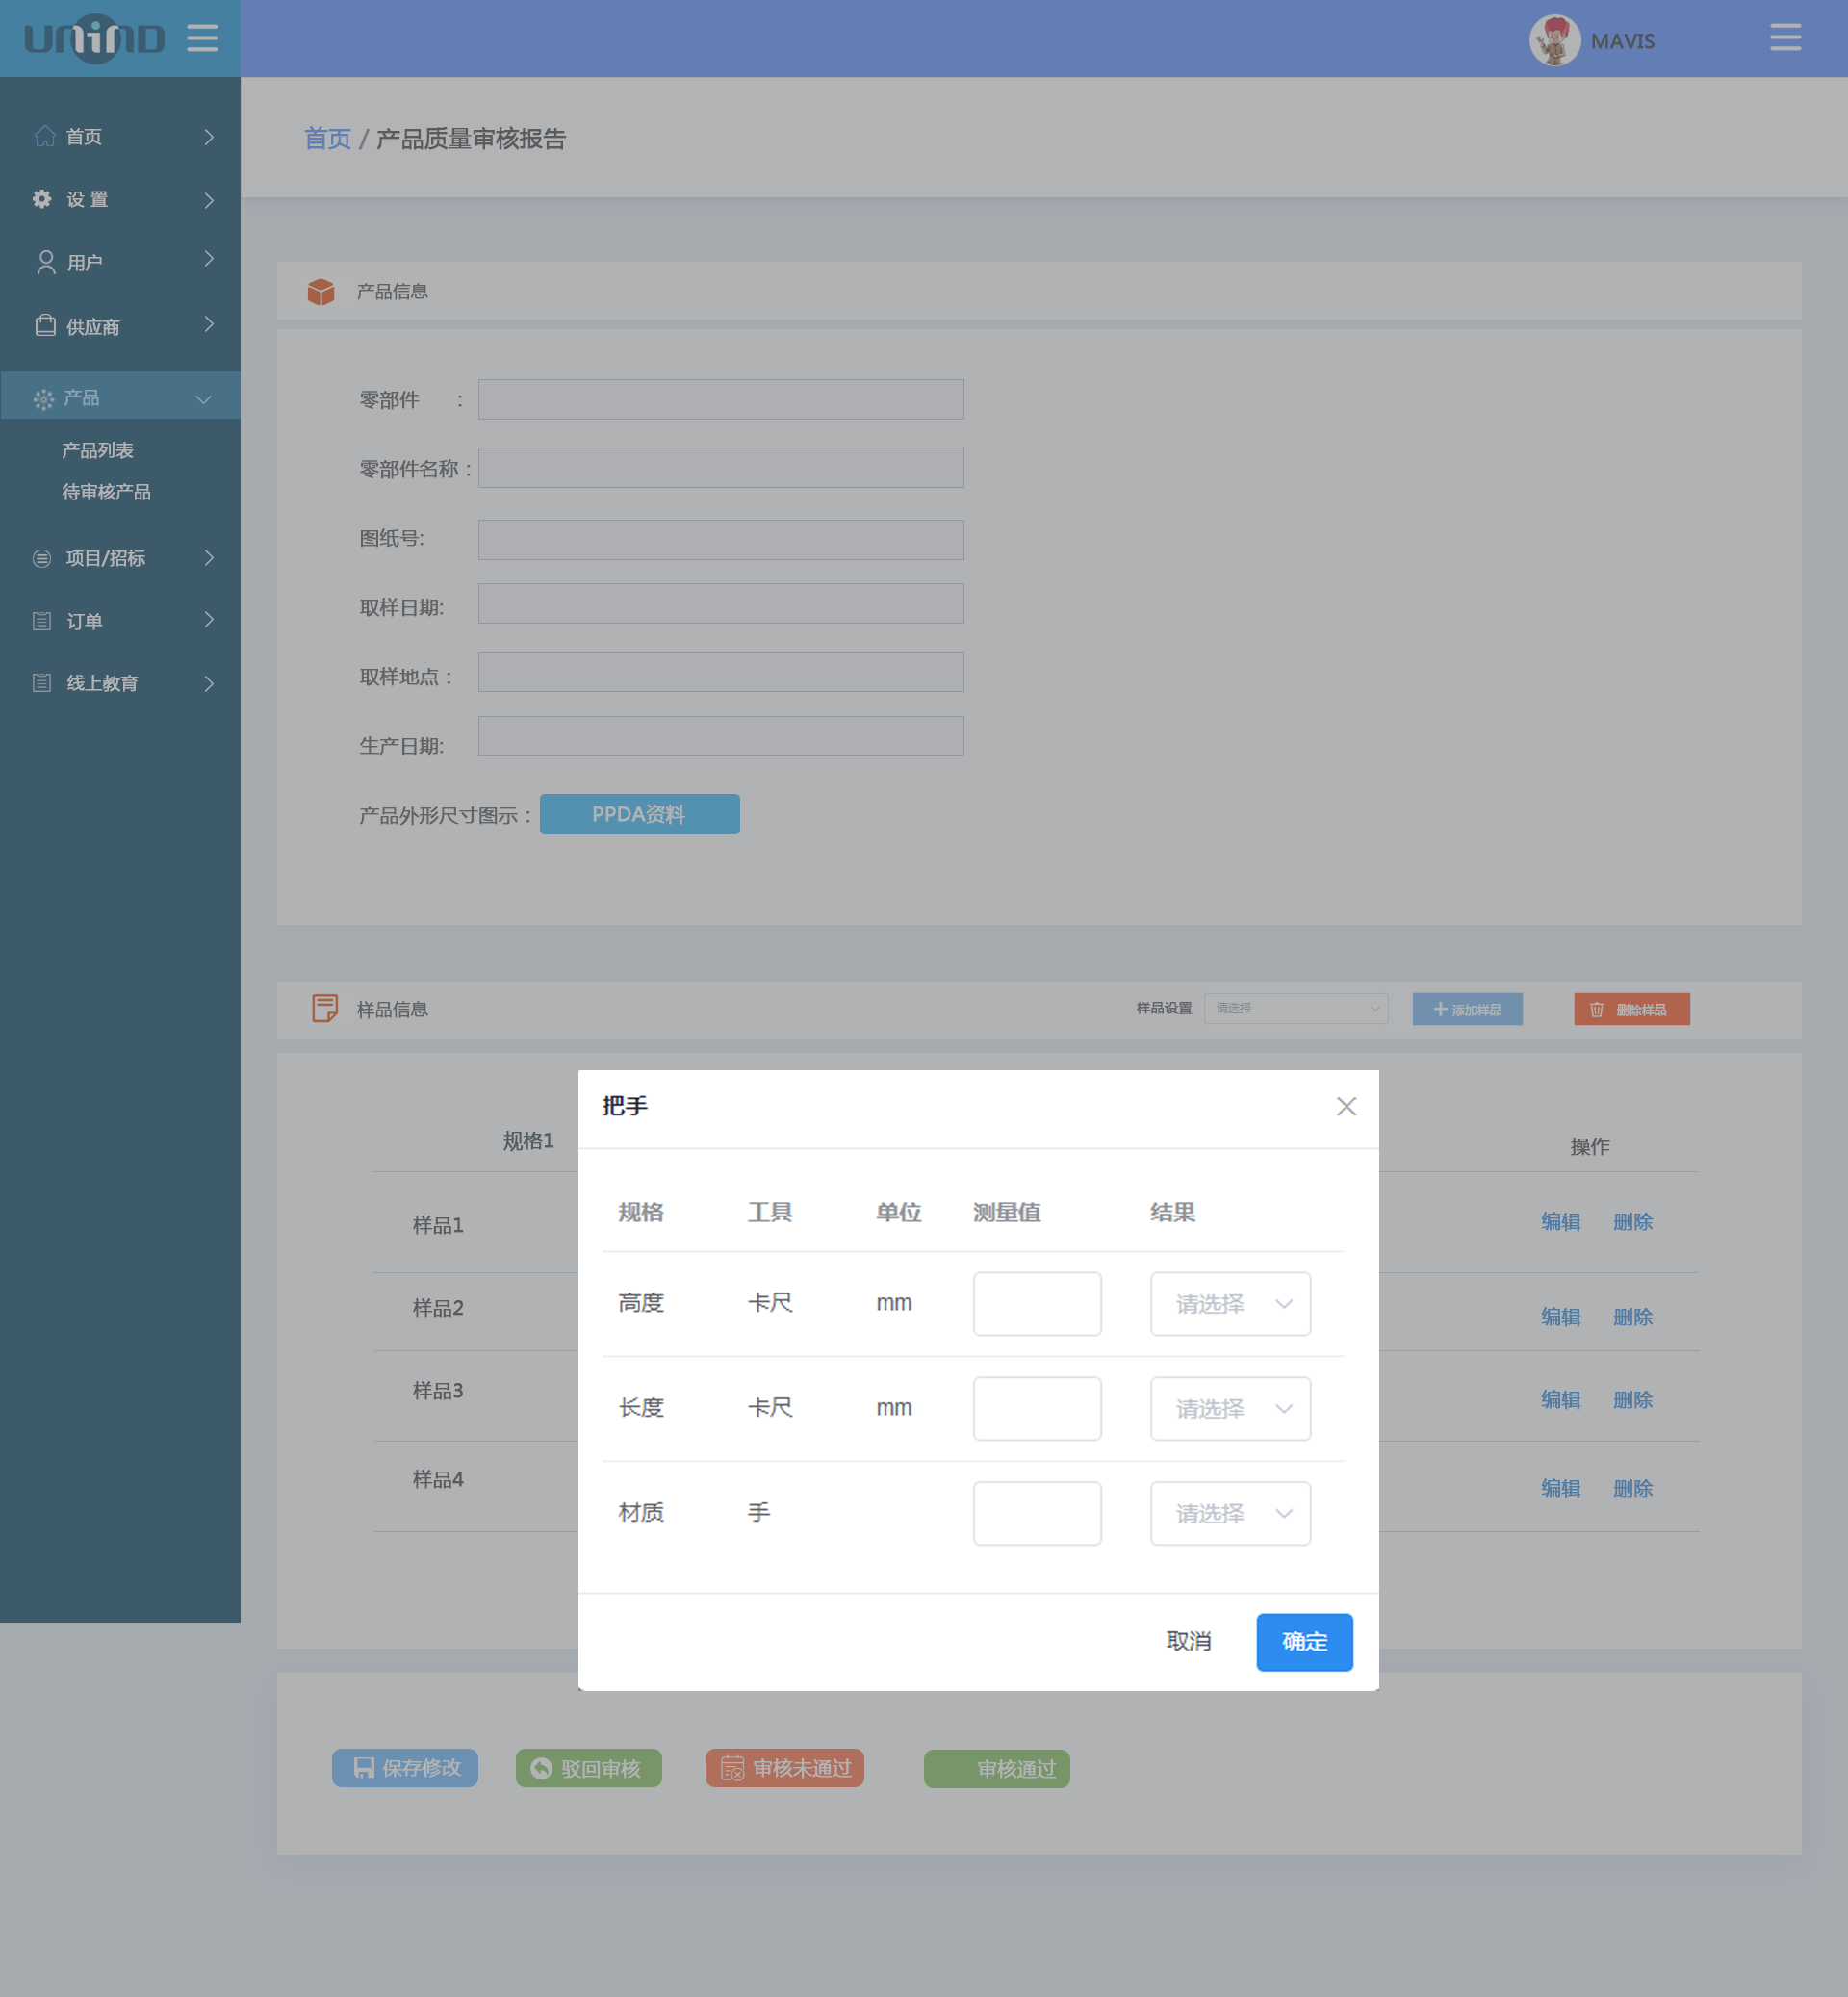 UNIND
MAVIS
首页
设 置
用户
供应商
产品
产品列表
待审核产品
项目/招标
订单
线上教育
首页 / 产品质量审核报告
产品信息
零部件 :
零部件名称 :
图纸号:
取样日期:
取样地点 :
生产日期:
产品外形尺寸图示 : PPDA资料
样品信息 样品设置 请选择 添加样品 删除样品
规格1 操作
样品1 编辑 删除
样品2 编辑 删除
样品3 编辑 删除
样品4 编辑 删除
把手
规格 工具 单位 测量值 结果
高度 卡尺 mm 请选择
长度 卡尺 mm 请选择
材质 手 请选择
取消 确定
保存修改 驳回审核 审核未通过 审核通过